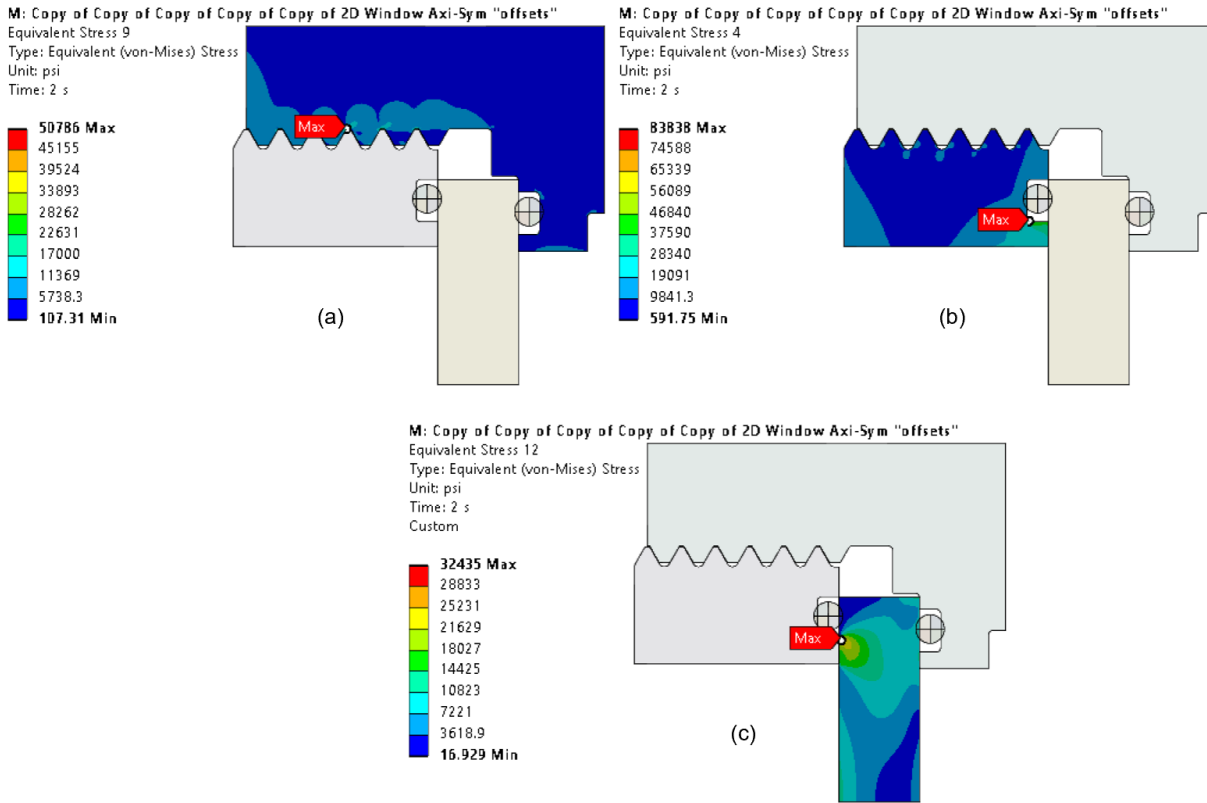 M: Copy of Copy of Copy of Copy of Copy of 2D Window Axi-Sym "offsets"
Equivalent Stress 9
Type: Equivalent (von-Mises) Stress
Unit: psi
Time: 2 s
50786 Max
45155
39524
33893
28262
22631
17000
11369
5738.3
107.31 Min
Max
(a)
M: Copy of Copy of Copy of Copy of Copy of 2D Window Axi-Sym "offsets"
Equivalent Stress 4
Type: Equivalent (von-Mises) Stress
Unit: psi
Time: 2 s
83838 Max
74588
65339
56089
46840
37590
28340
19091
9841.3
591.75 Min
Max
(b)
M: Copy of Copy of Copy of Copy of Copy of 2D Window Axi-Sym "offsets"
Equivalent Stress 12
Type: Equivalent (von-Mises) Stress
Unit: psi
Time: 2 s
Custom
32435 Max
28833
25231
21629
18027
14425
10823
7221
3618.9
16.929 Min
Max
(c)